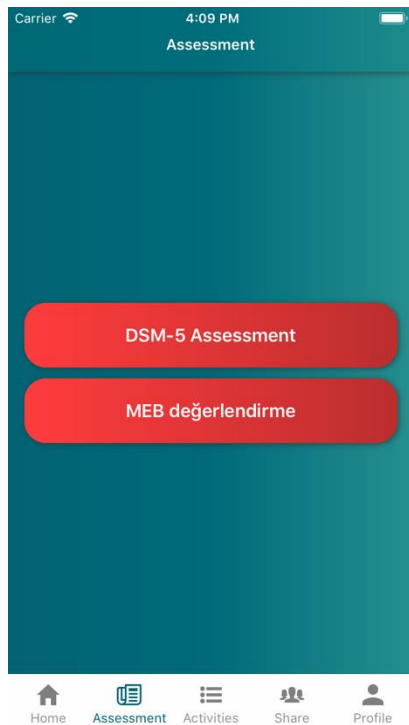 Carrier 4:09 PM
Assessment
DSM-5 Assessment
MEB değerlendirme
Home Assessment Activities Share Profile